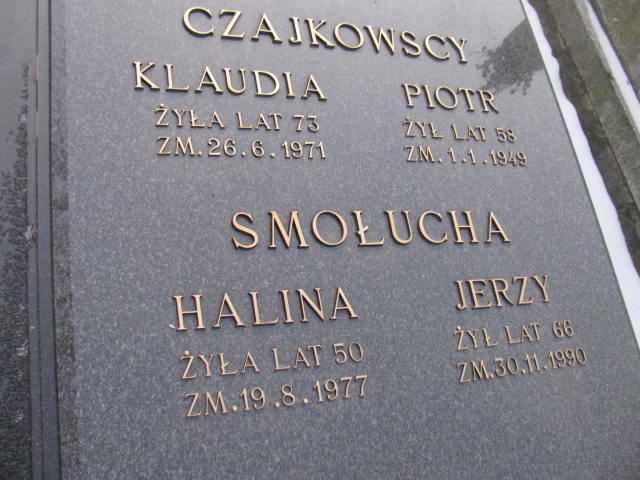 CZAJKOWSCY
KLAUDIA
ŻYŁA LAT 73
ZM.26.6.1971
PIOTR
ŻYŁ LAT 58
ZM.1.1.1949
SMOŁUCHA
HALINA
ŻYŁA LAT 50
ZM.19.8.1977
JERZY
ŻYŁ LAT 66
ZM.30.11.1990